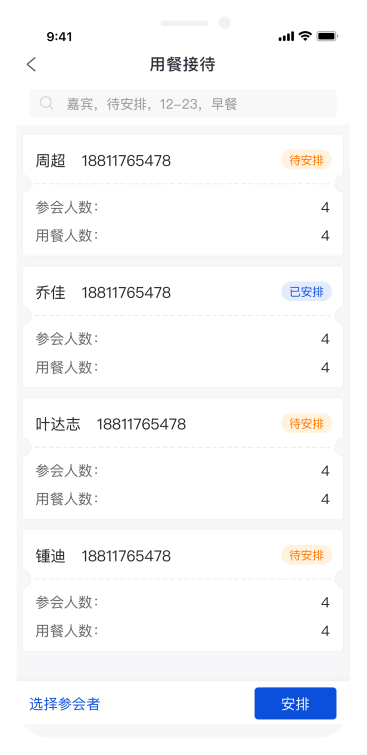 9:41
用餐接待
嘉宾，待安排，12-23，早餐
周超 18811765478 待安排
参会人数： 4
用餐人数： 4
乔佳 18811765478 已安排
参会人数： 4
用餐人数： 4
叶达志 18811765478 待安排
参会人数： 4
用餐人数： 4
锺迪 18811765478 待安排
参会人数： 4
用餐人数： 4
选择参会者 安排